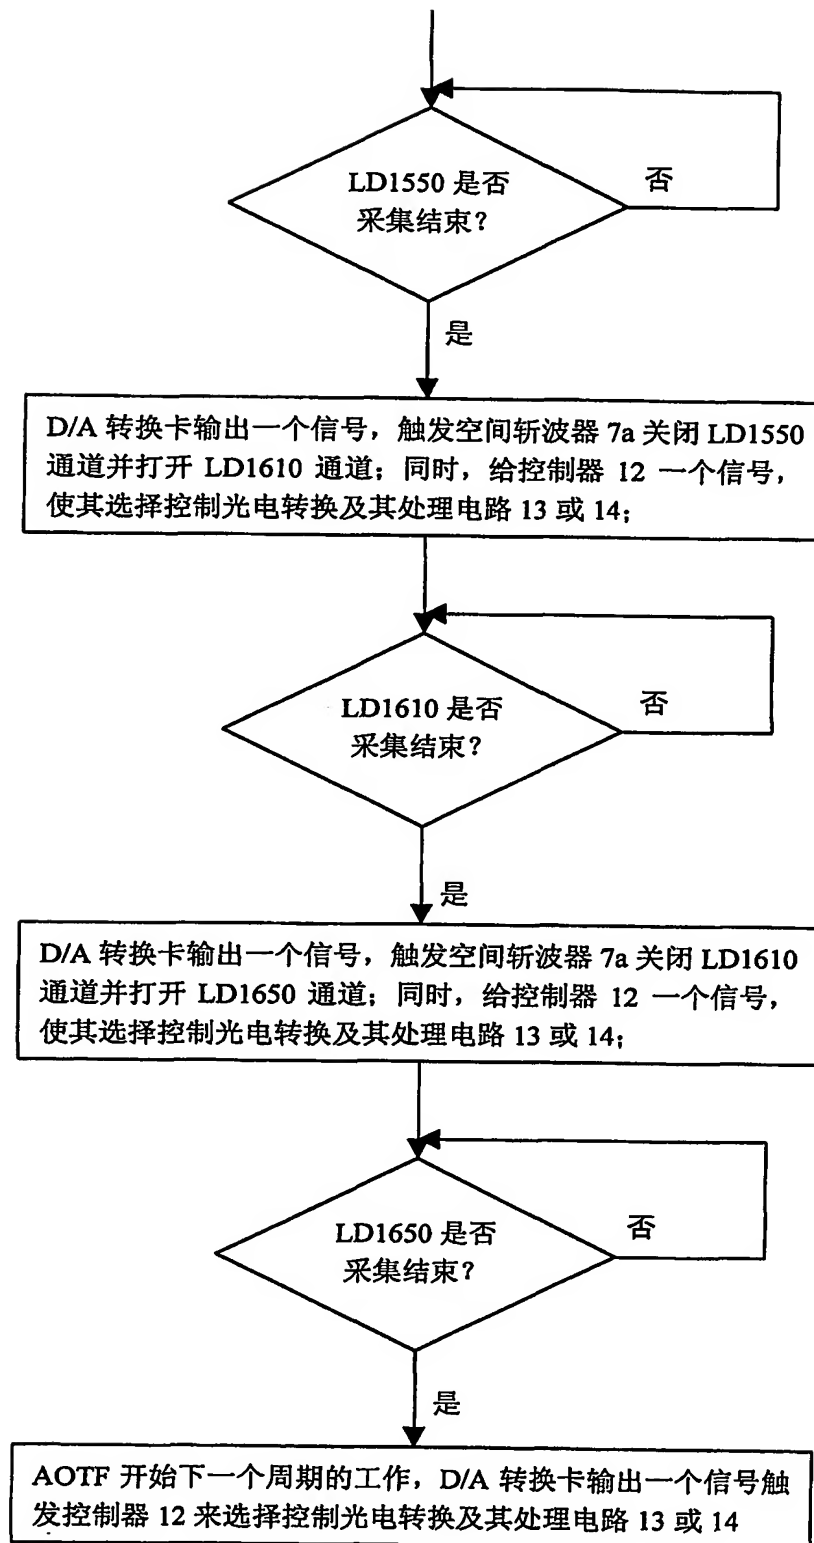 LD1550 是否
采集结束？
否
是
D/A 转换卡输出一个信号，触发空间斩波器 7a 关闭 LD1550
通道并打开 LD1610 通道；同时，给控制器 12 一个信号，
使其选择控制光电转换及其处理电路 13 或 14；
LD1610 是否
采集结束？
否
是
D/A 转换卡输出一个信号，触发空间斩波器 7a 关闭 LD1610
通道并打开 LD1650 通道；同时，给控制器 12 一个信号，
使其选择控制光电转换及其处理电路 13 或 14；
LD1650 是否
采集结束？
否
是
AOTF 开始下一个周期的工作，D/A 转换卡输出一个信号触
发控制器 12 来选择控制光电转换及其处理电路 13 或 14